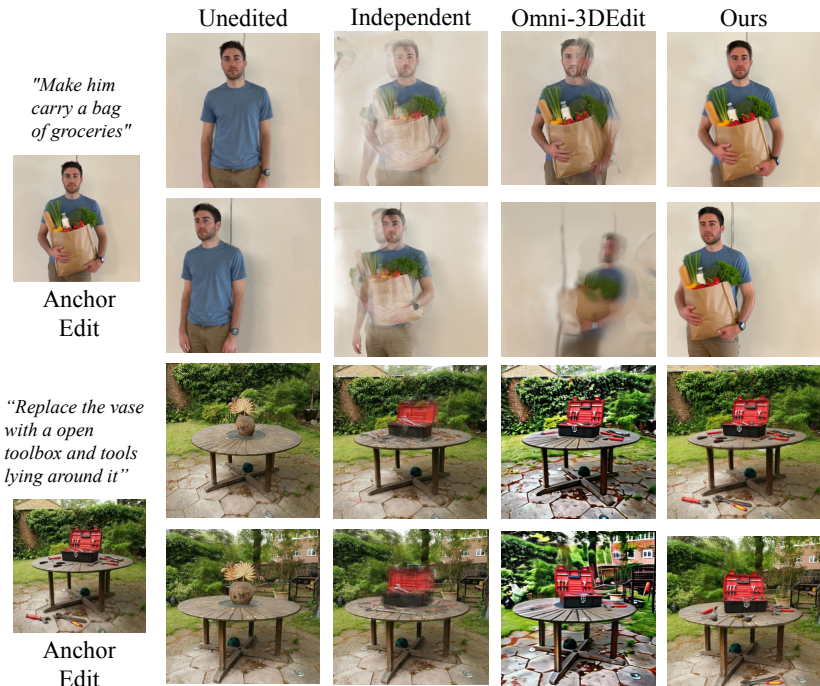 Unedited Independent Omni-3DEdit Ours
"Make him
carry a bag
of groceries"
Anchor
Edit
“Replace the vase
with a open
toolbox and tools
lying around it”
Anchor
Edit